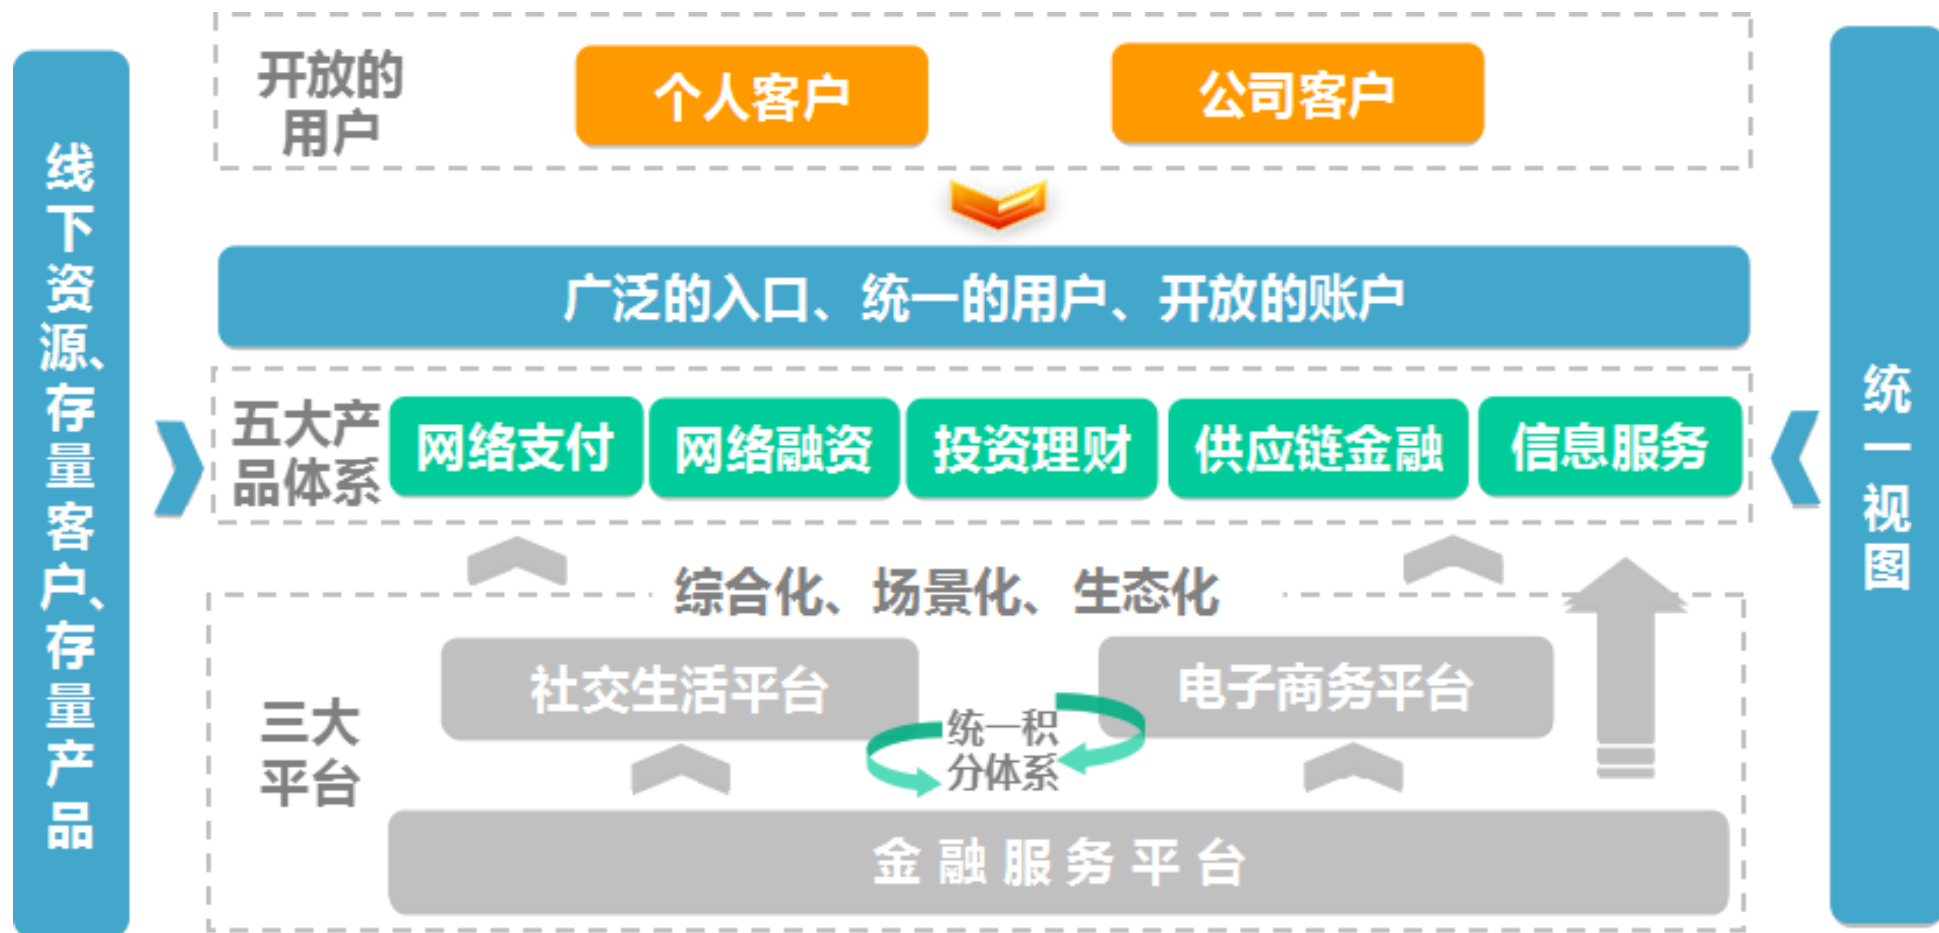 开放的
用户
个人客户
公司客户
线下资源、存量客户、存量产品
广泛的入口、统一的用户、开放的账户
五大产
品体系
网络支付
网络融资
投资理财
供应链金融
信息服务
统一视图
综合化、场景化、生态化
三大
平台
社交生活平台
电子商务平台
统一积
分体系
金融服务平台